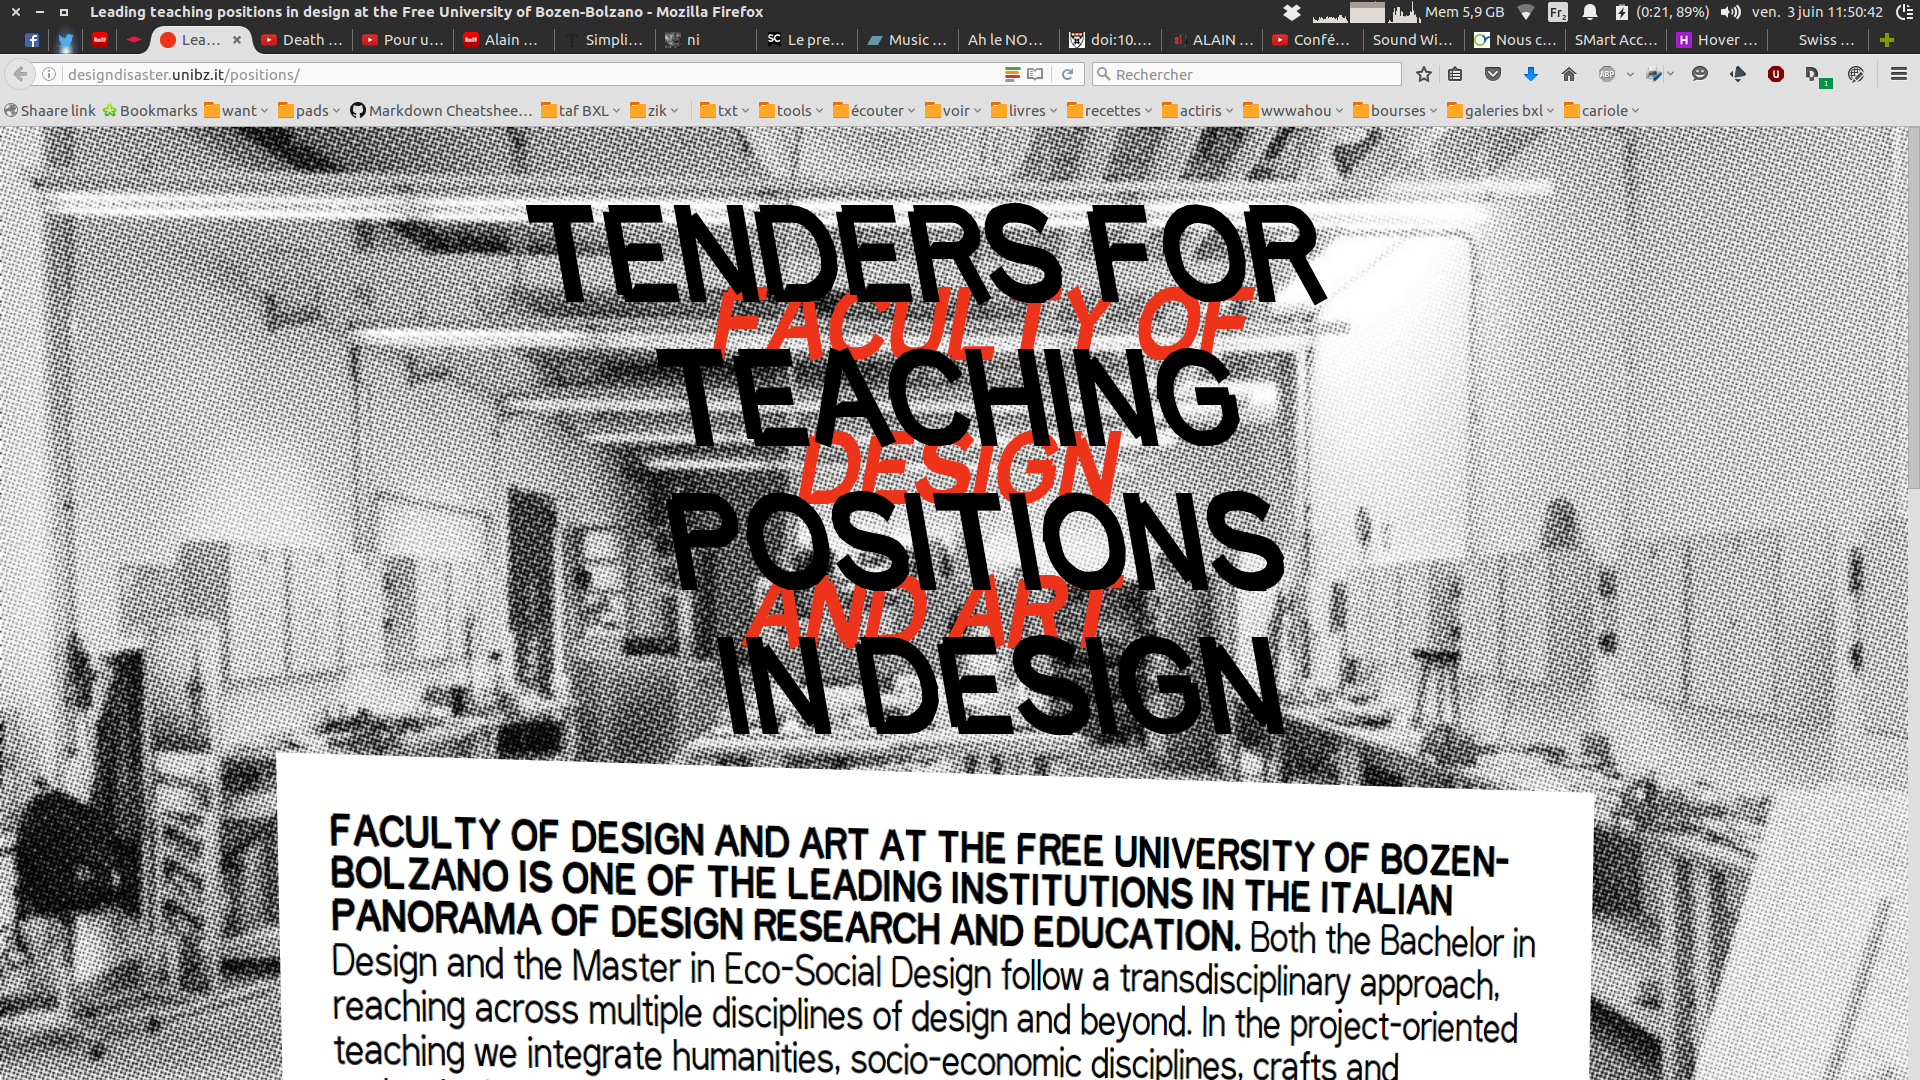 Leading teaching positions in design at the Free University of Bozen-Bolzano - Mozilla Firefox
Mem 5,9 GB
Fr2
(0:21, 89%)
ven. 3 juin 11:50:42
Lea...
Death ...
Pour u...
Alain ...
Simpli...
ni
Le pre...
Music ...
Ah le NO...
doi:10....
ALAIN ...
Confé...
Sound Wi...
Nous c...
SMart Acc...
Hover ...
Swiss ...
designdisaster.unibz.it/positions/
Rechercher
ABP
1
Shaare link
Bookmarks
want
pads
Markdown Cheatshee...
taf BXL
zik
txt
tools
écouter
voir
livres
recettes
actiris
wwwahou
bourses
galeries bxl
cariole
TENDERS FOR
FACULTY OF
TEACHING
DESIGN
POSITIONS
AND ART
IN DESIGN
FACULTY OF DESIGN AND ART AT THE FREE UNIVERSITY OF BOZEN-
BOLZANO IS ONE OF THE LEADING INSTITUTIONS IN THE ITALIAN
PANORAMA OF DESIGN RESEARCH AND EDUCATION. Both the Bachelor in
Design and the Master in Eco-Social Design follow a transdisciplinary approach,
reaching across multiple disciplines of design and beyond. In the project-oriented
teaching we integrate humanities, socio-economic disciplines, crafts and